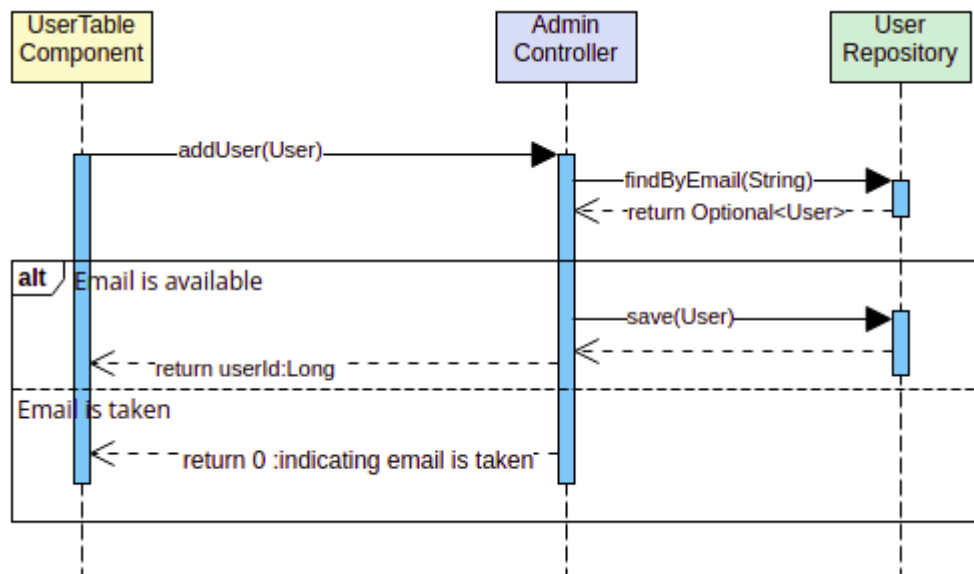 UserTable
Component
Admin
Controller
User
Repository
addUser(User)
findByEmail(String)
return Optional<User>
alt
Email is available
save(User)
return userId:Long
Email is taken
return 0 :indicating email is taken